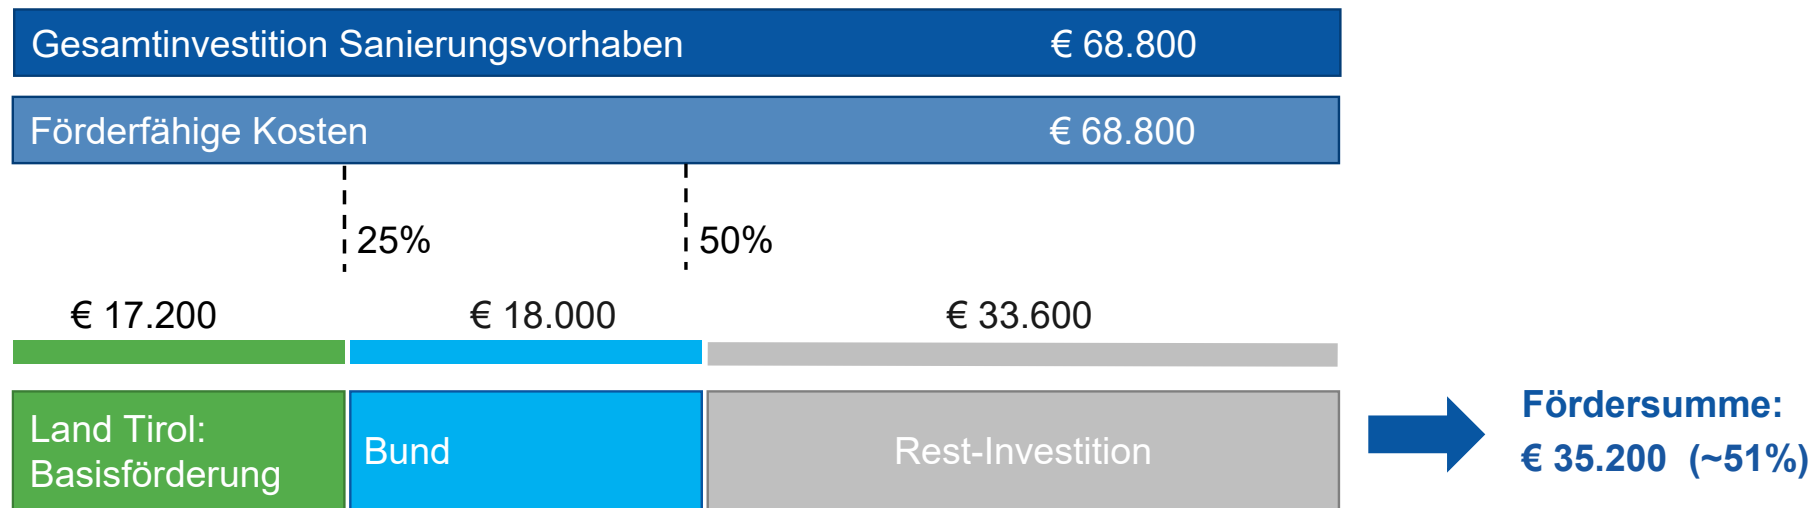 Gesamtinvestition Sanierungsvorhaben € 68.800
Förderfähige Kosten € 68.800
25% 50%
€ 17.200 € 18.000 € 33.600
Land Tirol:
Basisförderung
Bund
Rest-Investition
Fördersumme:
€ 35.200 (~51%)